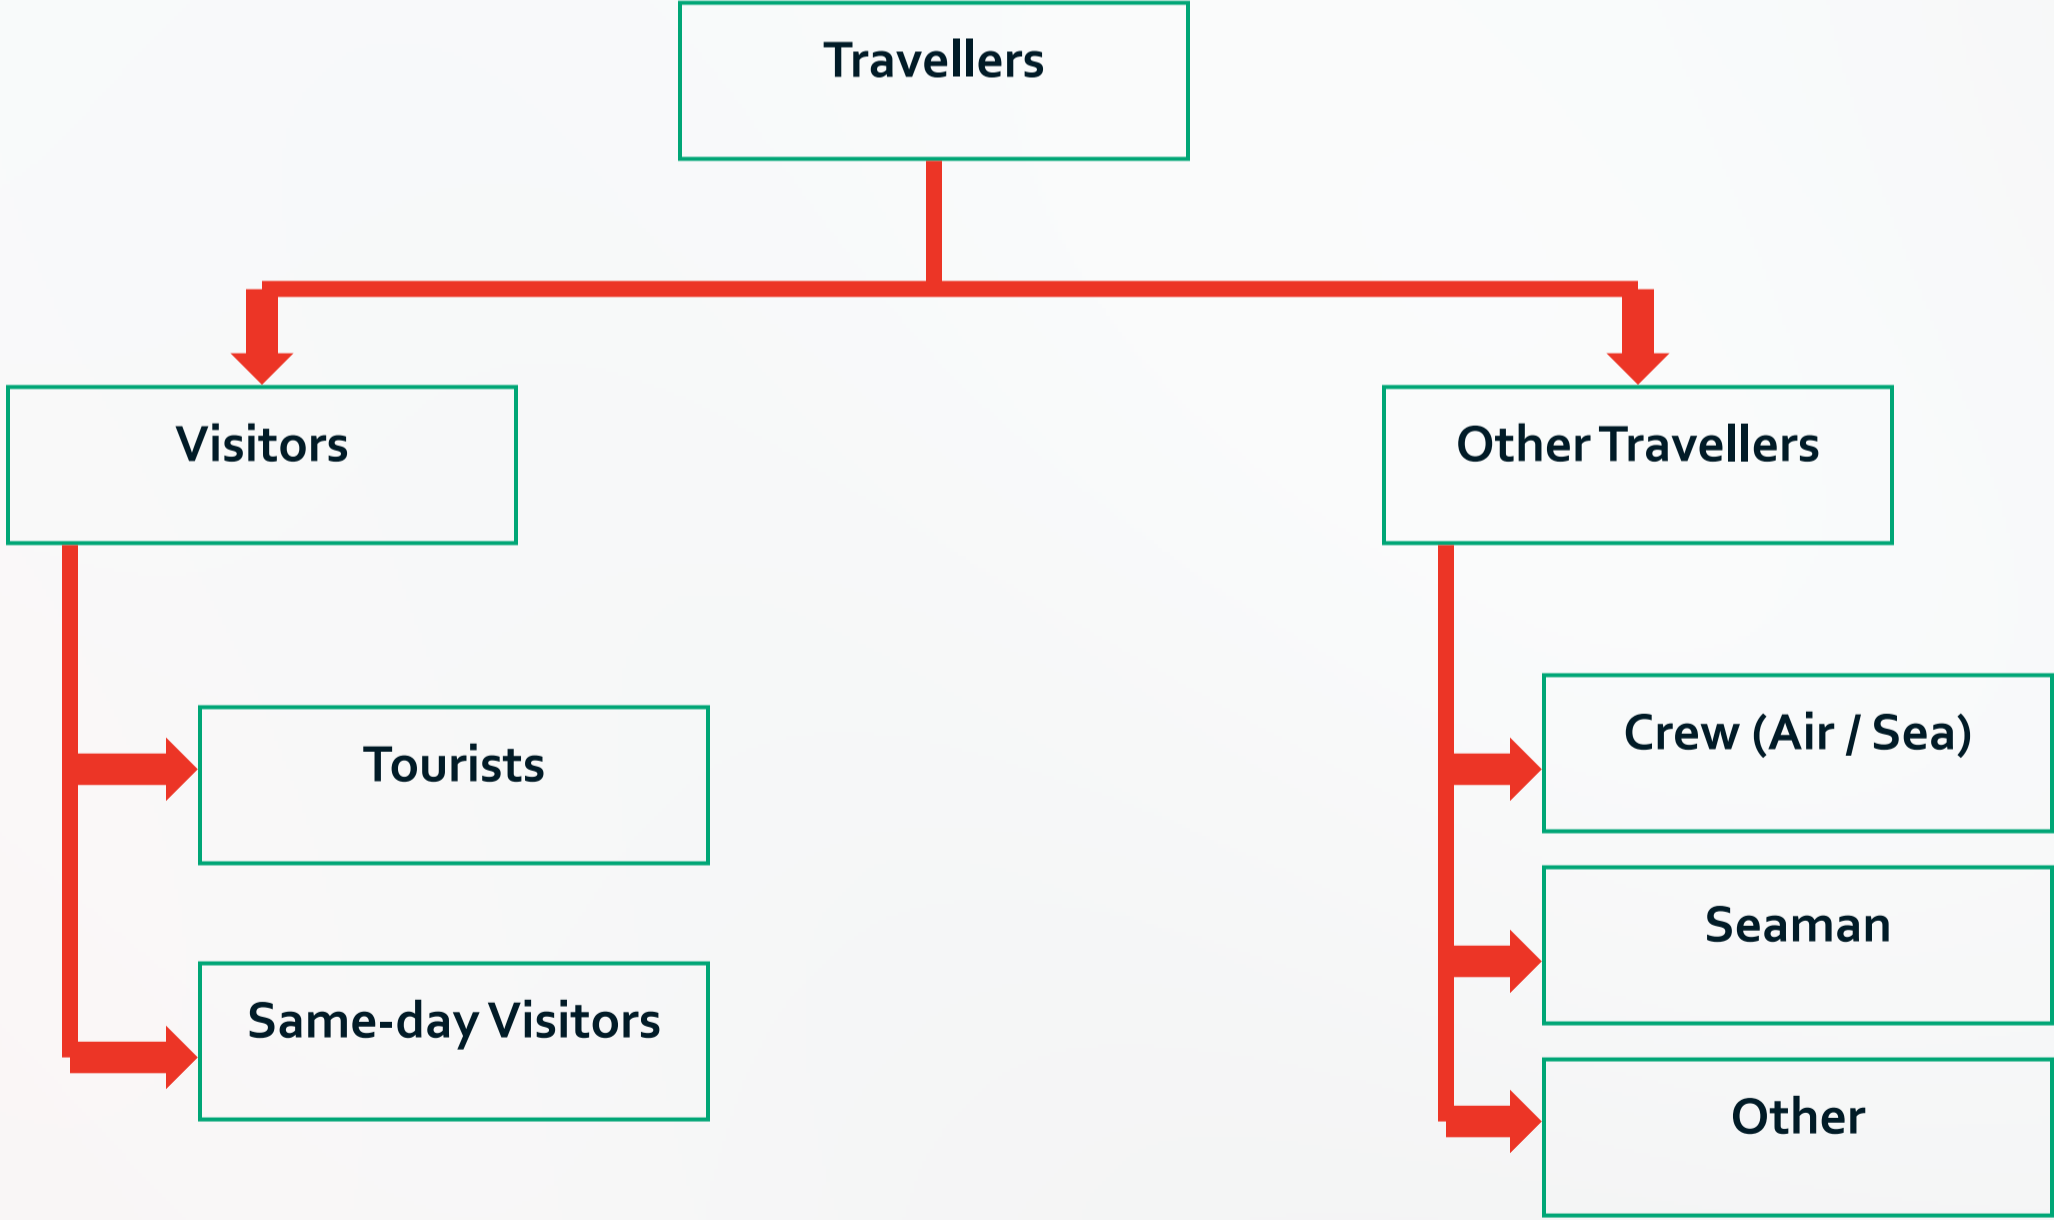 Travellers
Visitors
Other Travellers
Tourists
Same-day Visitors
Crew (Air / Sea)
Seaman
Other